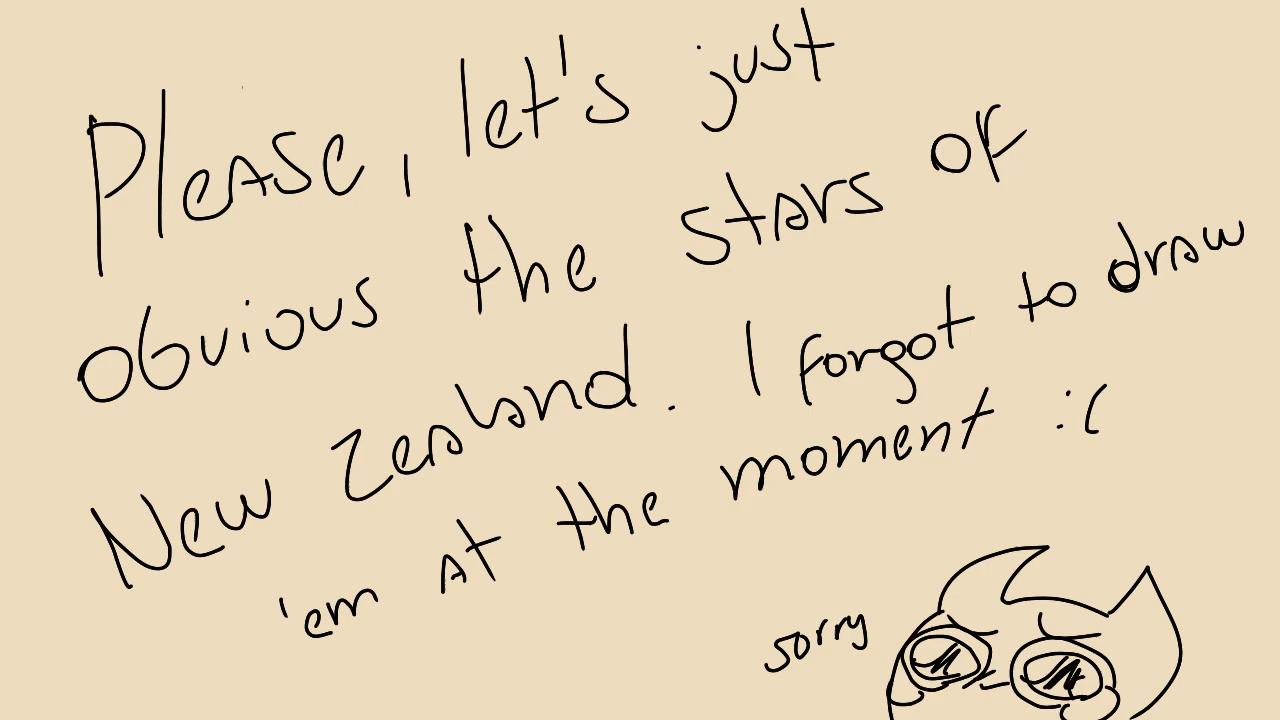 Please, let's just
obvious the stars of
New Zealand. I forgot to draw
'em at the moment :(
sorry